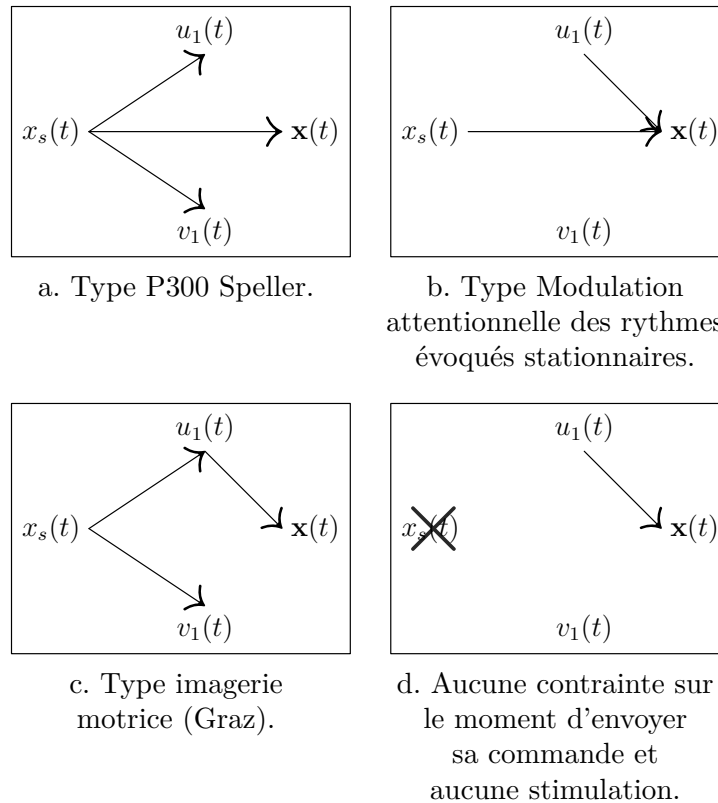 u₁(t)
xₛ(t)
𝐱(t)
v₁(t)
a. Type P300 Speller.
u₁(t)
xₛ(t)
𝐱(t)
v₁(t)
b. Type Modulation
attentionnelle des rythmes
évoqués stationnaires.
u₁(t)
xₛ(t)
𝐱(t)
v₁(t)
c. Type imagerie
motrice (Graz).
u₁(t)
xₛ(t)
𝐱(t)
v₁(t)
d. Aucune contrainte sur
le moment d'envoyer
sa commande et
aucune stimulation.